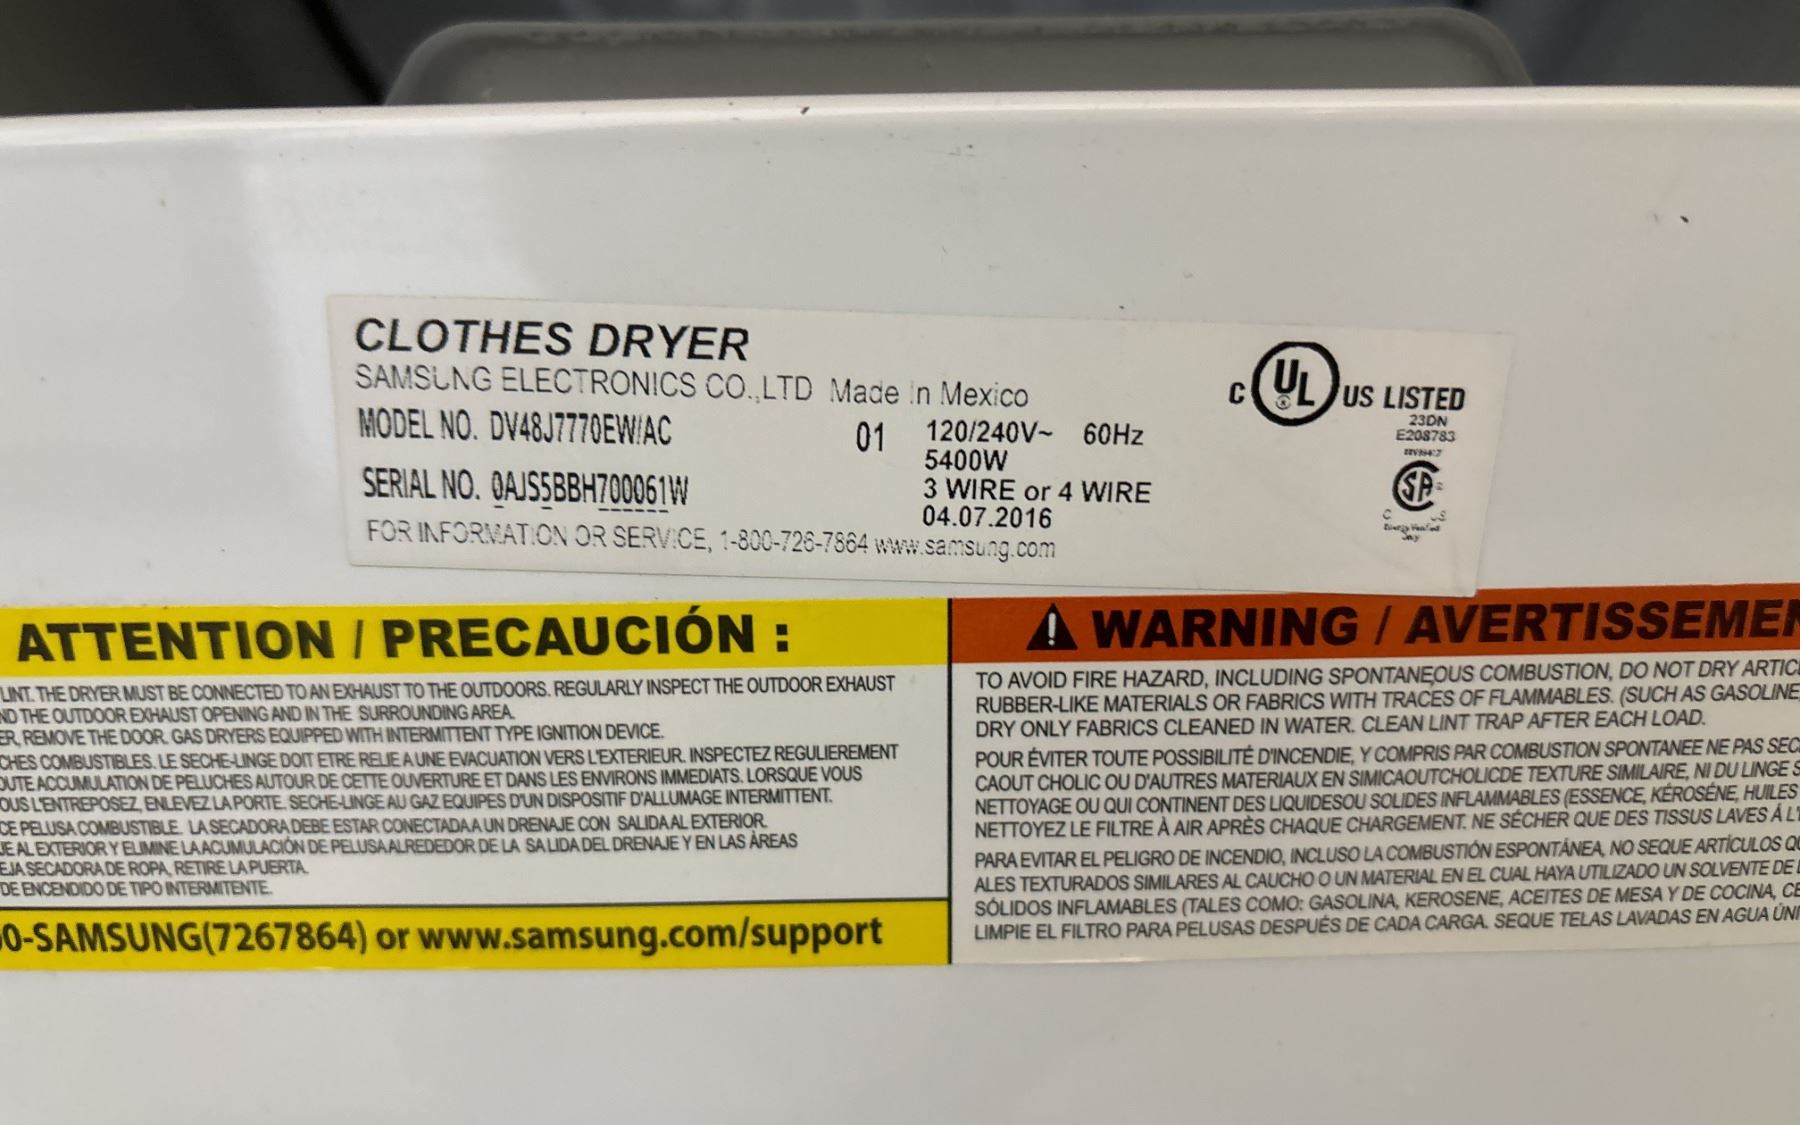 CLOTHES DRYER
SAMSUNG ELECTRONICS CO.,LTD Made In Mexico
MODEL NO. DV48J7770EW/AC 01 120/240V~ 60Hz
5400W
SERIAL NO. 0AJS5BBH700061W 3 WIRE or 4 WIRE
04.07.2016
FOR INFORMATION OR SERVICE, 1-800-726-7864 www.samsung.com
C UL US LISTED
23DN
E208783
SA
C US
ATTENTION / PRECAUCIÓN :
LINT. THE DRYER MUST BE CONNECTED TO AN EXHAUST TO THE OUTDOORS. REGULARLY INSPECT THE OUTDOOR EXHAUST
ND THE OUTDOOR EXHAUST OPENING AND IN THE SURROUNDING AREA.
ER, REMOVE THE DOOR. GAS DRYERS EQUIPPED WITH INTERMITTENT TYPE IGNITION DEVICE.
CHES COMBUSTIBLES. LE SECHE-LINGE DOIT ETRE RELIE A UNE EVACUATION VERS L'EXTERIEUR. INSPECTEZ REGULIEREMENT
OUTE ACCUMULATION DE PELUCHES AUTOUR DE CETTE OUVERTURE ET DANS LES ENVIRONS IMMEDIATS. LORSQUE VOUS
OUS L'ENTREPOSEZ, ENLEVEZ LA PORTE. SECHE-LINGE AU GAZ EQUIPES D'UN DISPOSITIF D'ALLUMAGE INTERMITTENT.
CE PELUSA COMBUSTIBLE. LA SECADORA DEBE ESTAR CONECTADA A UN DRENAJE CON SALIDA AL EXTERIOR.
JE AL EXTERIOR Y ELIMINE LA ACUMULACIÓN DE PELUSA ALREDEDOR DE LA SALIDA DEL DRENAJE Y EN LAS ÀREAS
EJA SECADORA DE ROPA, RETIRE LA PUERTA.
DE ENCENDIDO DE TIPO INTERMITENTE.
00-SAMSUNG(7267864) or www.samsung.com/support
WARNING / AVERTISSEMEN
TO AVOID FIRE HAZARD, INCLUDING SPONTANEOUS COMBUSTION, DO NOT DRY ARTIC
RUBBER-LIKE MATERIALS OR FABRICS WITH TRACES OF FLAMMABLES. (SUCH AS GASOLINE,
DRY ONLY FABRICS CLEANED IN WATER. CLEAN LINT TRAP AFTER EACH LOAD.
POUR ÉVITER TOUTE POSSIBILITÉ D'INCENDIE, Y COMPRIS PAR COMBUSTION SPONTANEE NE PAS SEC
CAOUT CHOLIC OU D'AUTRES MATERIAUX EN SIMICAOUTCHOLICDE TEXTURE SIMILAIRE, NI DU LINGE S
NETTOYAGE OU QUI CONTINENT DES LIQUIDESOU SOLIDES INFLAMMABLES (ESSENCE, KÉROSÉNE, HUILES
NETTOYEZ LE FILTRE À AIR APRÈS CHAQUE CHARGEMENT. NE SÉCHER QUE DES TISSUS LAVES À L'
PARA EVITAR EL PELIGRO DE INCENDIO, INCLUSO LA COMBUSTIÓN ESPONTÁNEA, NO SEQUE ARTÍCULOS QU
ALES TEXTURADOS SIMILARES AL CAUCHO O UN MATERIAL EN EL CUAL HAYA UTILIZADO UN SOLVENTE DE
SÓLIDOS INFLAMABLES (TALES COMO: GASOLINA, KEROSENE, ACEITES DE MESA Y DE COCINA, CE
LIMPIE EL FILTRO PARA PELUSAS DESPUÉS DE CADA CARGA. SEQUE TELAS LAVADAS EN AGUA ÚNI